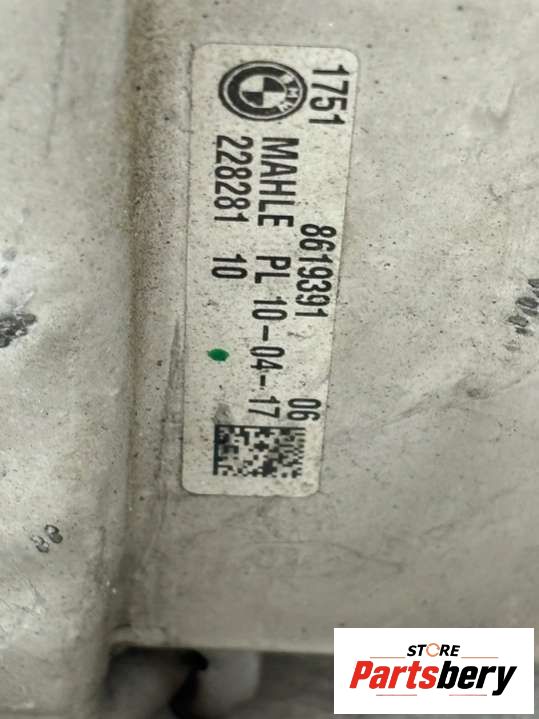 1751 8619391 06
MAHLE PL 10-04-17
228281 10
STORE
Partsbery